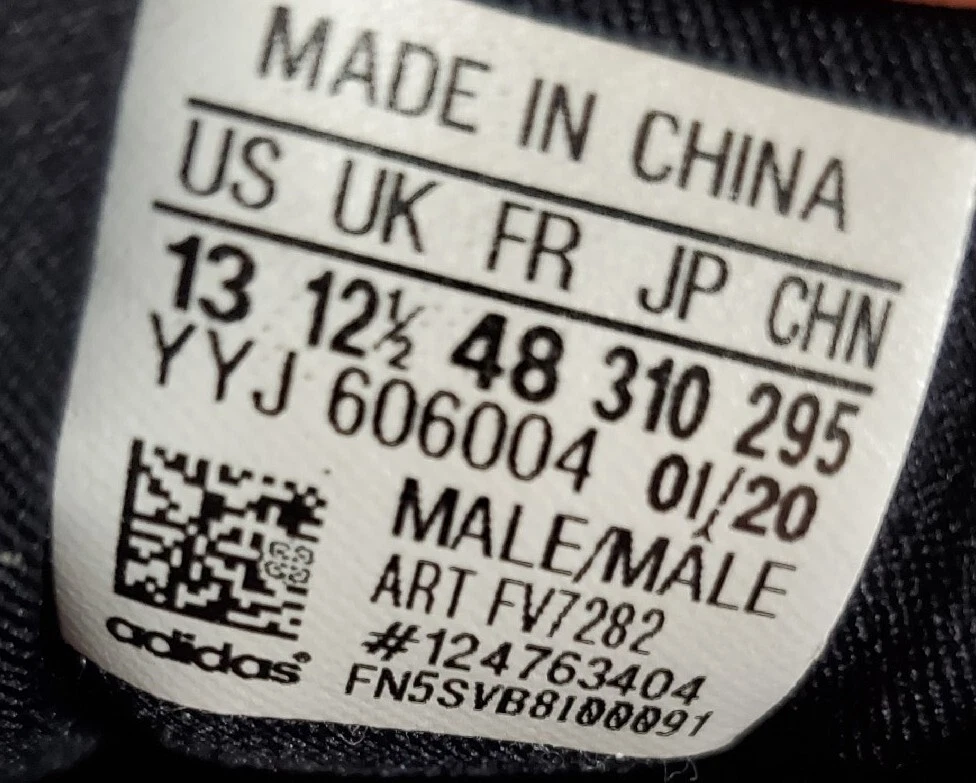 MADE IN CHINA
US UK FR JP CHN
13 12½ 48 310 295
YYJ 606004 01/20
MALE/MÂLE
ART FV7282
#124763404
FN5SVB8I00091
adidas